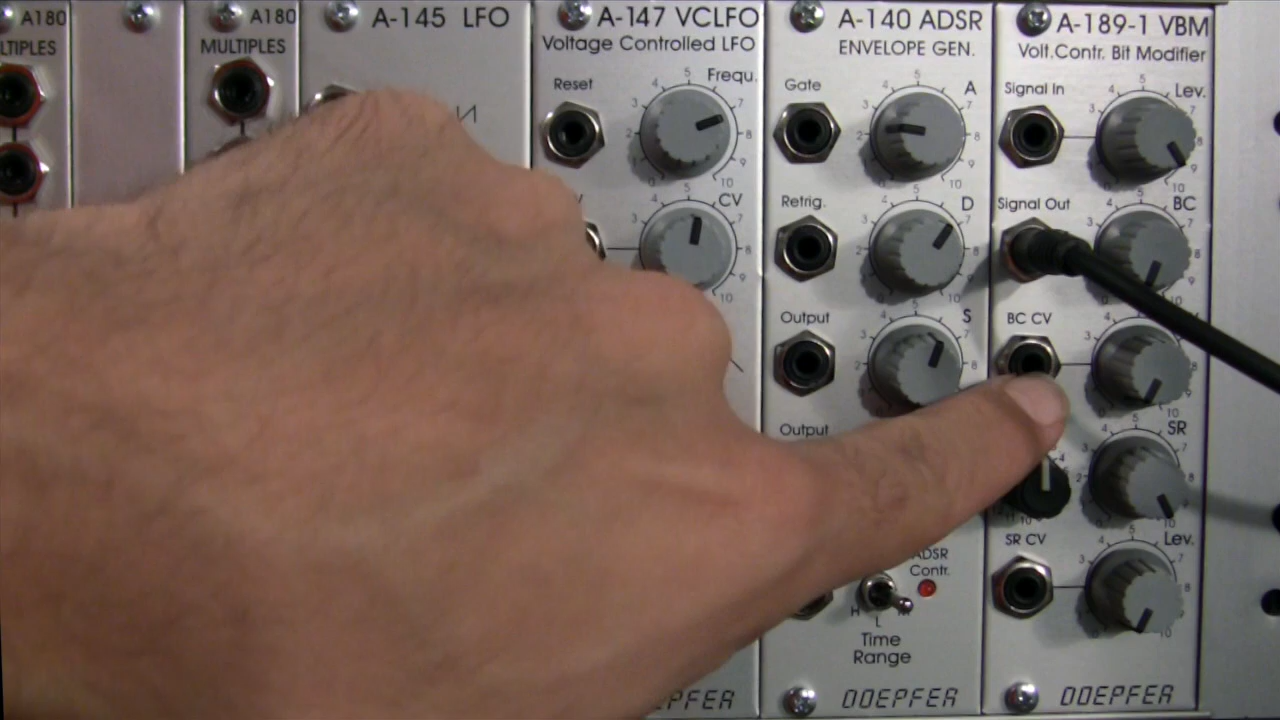 A180
A180
A-145 LFO
A-147 VCLFO
A-140 ADSR
A-189-1 VBM
LTIPLES
MULTIPLES
Voltage Controlled LFO
ENVELOPE GEN.
Volt.Contr. Bit Modifier
Reset
Frequ.
Gate
A
Signal In
Lev.
CV
Retrig.
D
Signal Out
BC
Output
S
BC CV
Output
SR
ADSR
Contr.
SR CV
Lev.
H
L
Time
Range
PFER
DOEPFER
DOEPFER